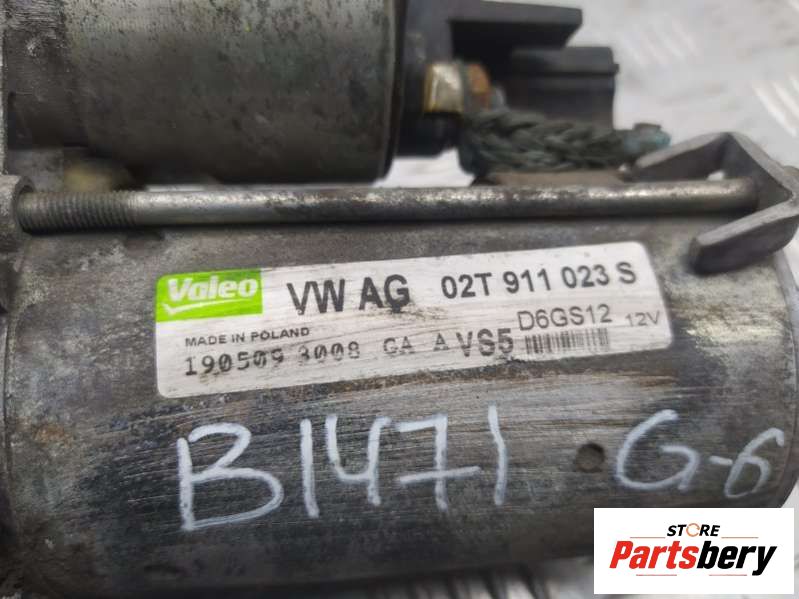 Valeo VW AG 02T 911 023 S
MADE IN POLAND D6GS12 12V
190509 3008 GA A VS5
B1471 G-6
STORE
Partsbery